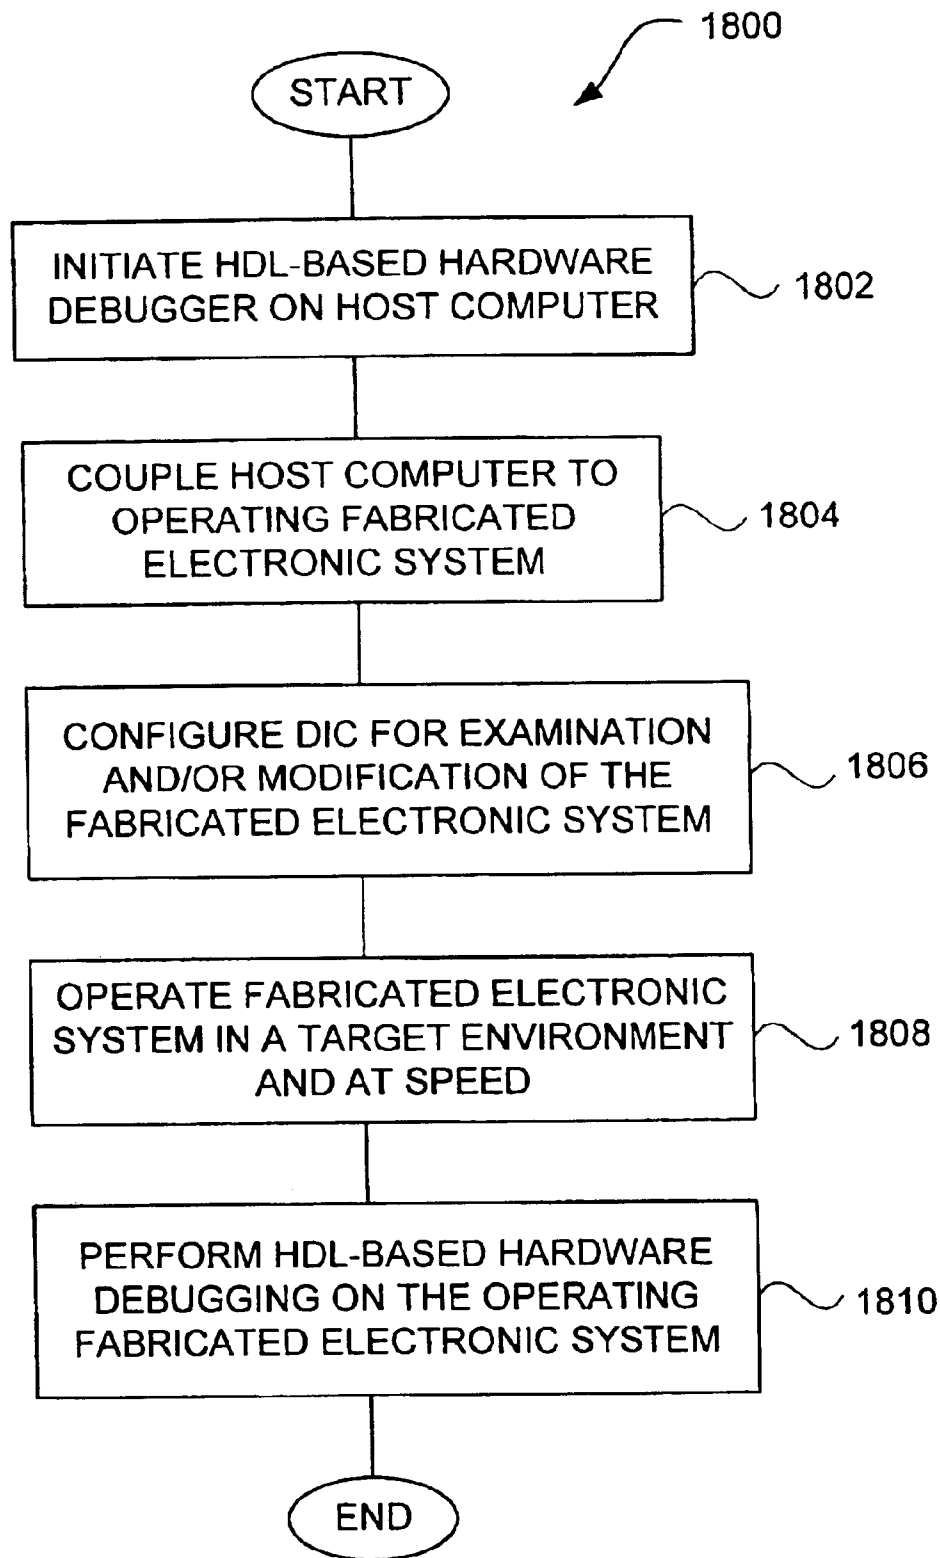 1800
START
INITIATE HDL-BASED HARDWARE
DEBUGGER ON HOST COMPUTER
1802
COUPLE HOST COMPUTER TO
OPERATING FABRICATED
ELECTRONIC SYSTEM
1804
CONFIGURE DIC FOR EXAMINATION
AND/OR MODIFICATION OF THE
FABRICATED ELECTRONIC SYSTEM
1806
OPERATE FABRICATED ELECTRONIC
SYSTEM IN A TARGET ENVIRONMENT
AND AT SPEED
1808
PERFORM HDL-BASED HARDWARE
DEBUGGING ON THE OPERATING
FABRICATED ELECTRONIC SYSTEM
1810
END